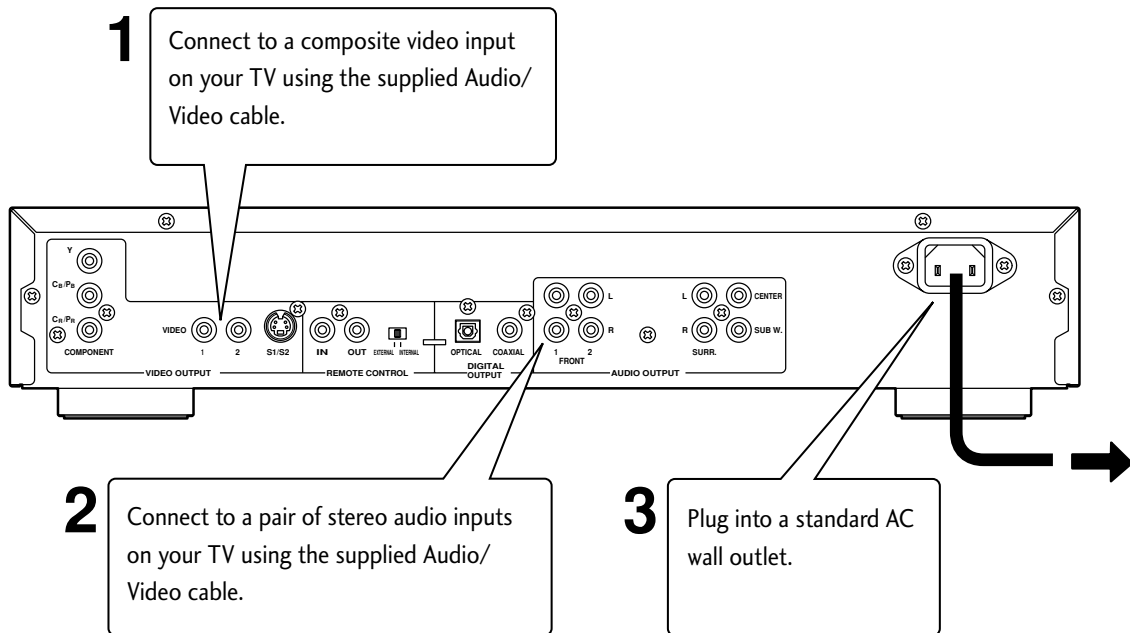 1
Connect to a composite video input
on your TV using the supplied Audio/
Video cable.
Y
CB/PB
CR/PR
COMPONENT
VIDEO
1
2
S1/S2
VIDEO OUTPUT
IN
OUT
EXTERNAL INTERNAL
REMOTE CONTROL
OPTICAL
COAXIAL
DIGITAL
OUTPUT
L
R
1
2
FRONT
L
R
SURR.
CENTER
SUB W.
AUDIO OUTPUT
2
Connect to a pair of stereo audio inputs
on your TV using the supplied Audio/
Video cable.
3
Plug into a standard AC
wall outlet.